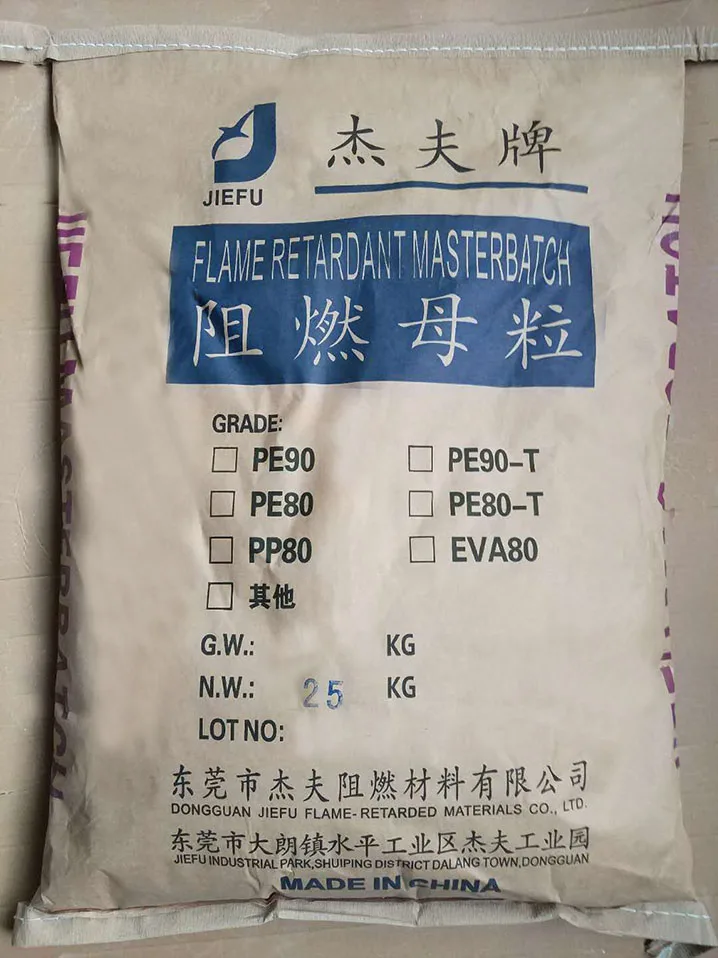 JIEFU
杰夫牌
FLAME RETARDANT MASTERBATCH
阻燃母粒
GRADE:
□ PE90 □ PE90-T
□ PE80 □ PE80-T
□ PP80 □ EVA80
□ 其他
G.W.: KG
N.W.: 25 KG
LOT NO:
东莞市杰夫阻燃材料有限公司
DONGGUAN JIEFU FLAME-RETARDED MATERIALS CO., LTD.
东莞市大朗镇水平工业区杰夫工业园
JIEFU INDUSTRIAL PARK,SHUIPING DISTRICT DALANG TOWN,DONGGUAN
MADE IN CHINA